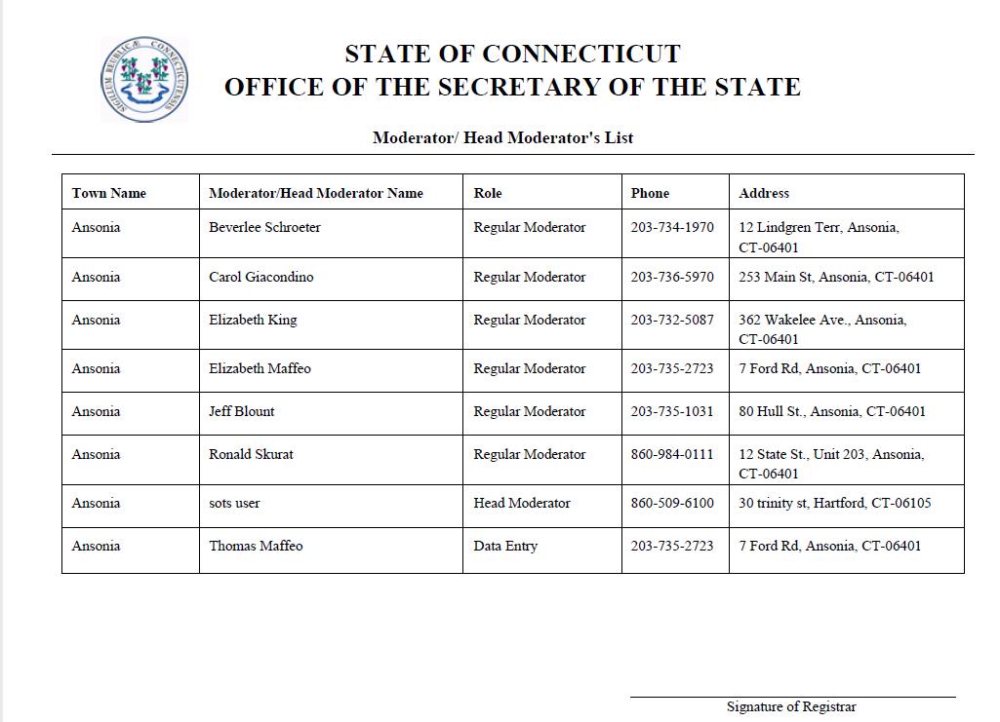 SIGILLUM REIPUBLICÆ CONNECTICUTENSIS
STATE OF CONNECTICUT
OFFICE OF THE SECRETARY OF THE STATE
Moderator/ Head Moderator's List
Town Name Moderator/Head Moderator Name Role Phone Address
Ansonia Beverlee Schroeter Regular Moderator 203-734-1970 12 Lindgren Terr, Ansonia,
CT-06401
Ansonia Carol Giacondino Regular Moderator 203-736-5970 253 Main St, Ansonia, CT-06401
Ansonia Elizabeth King Regular Moderator 203-732-5087 362 Wakelee Ave., Ansonia,
CT-06401
Ansonia Elizabeth Maffeo Regular Moderator 203-735-2723 7 Ford Rd, Ansonia, CT-06401
Ansonia Jeff Blount Regular Moderator 203-735-1031 80 Hull St., Ansonia, CT-06401
Ansonia Ronald Skurat Regular Moderator 860-984-0111 12 State St., Unit 203, Ansonia,
CT-06401
Ansonia sots user Head Moderator 860-509-6100 30 trinity st, Hartford, CT-06105
Ansonia Thomas Maffeo Data Entry 203-735-2723 7 Ford Rd, Ansonia, CT-06401
Signature of Registrar